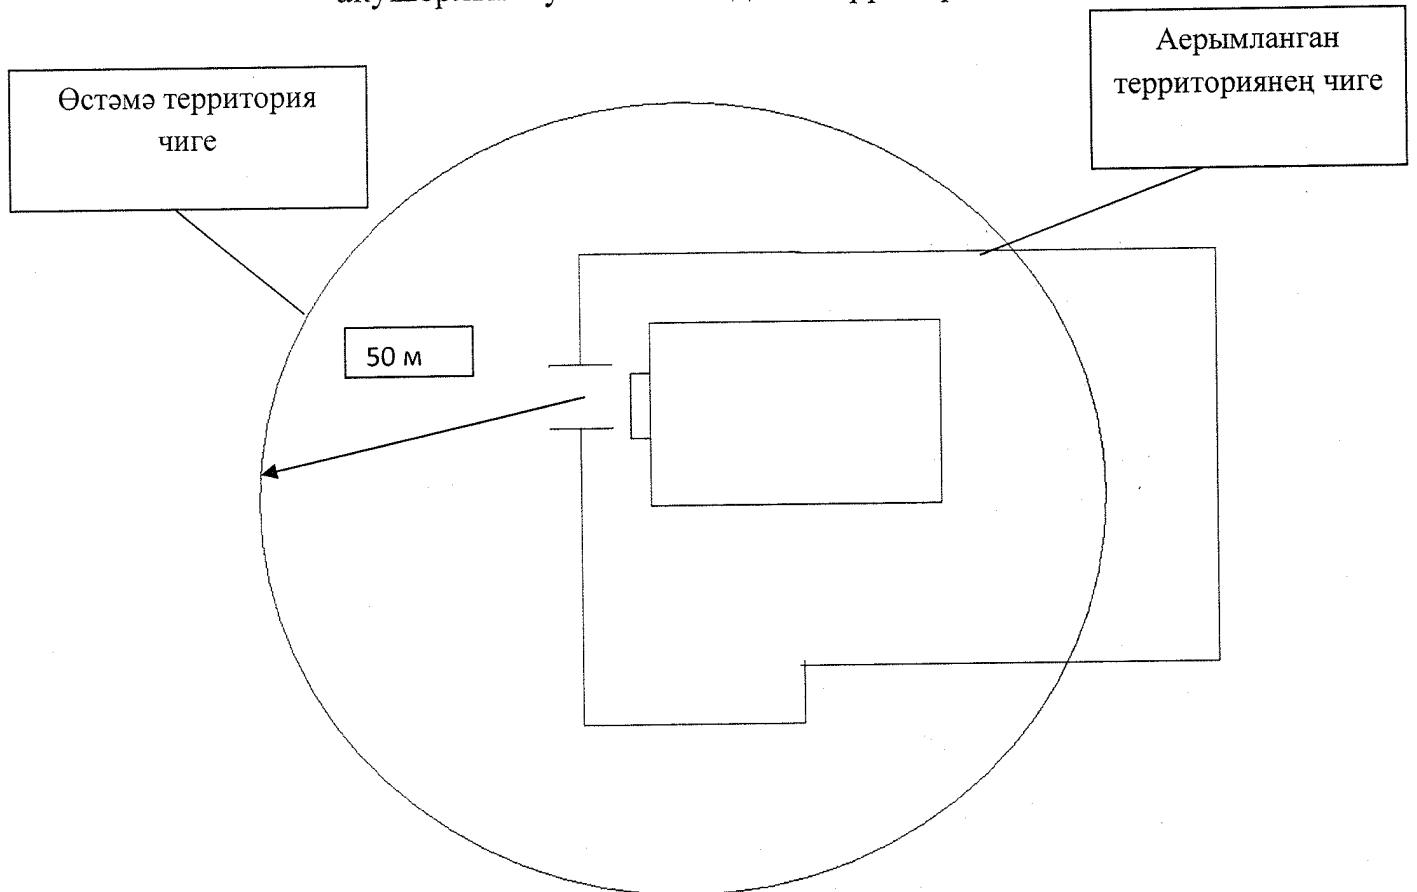 Өстәмә территория
чиге
Аерымланган
территориянең чиге
50 м